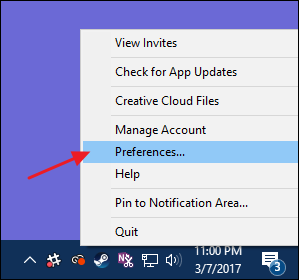 View Invites
Check for App Updates
Creative Cloud Files
Manage Account
Preferences...
Help
Pin to Notification Area...
Quit
11:00 PM
3/7/2017
3